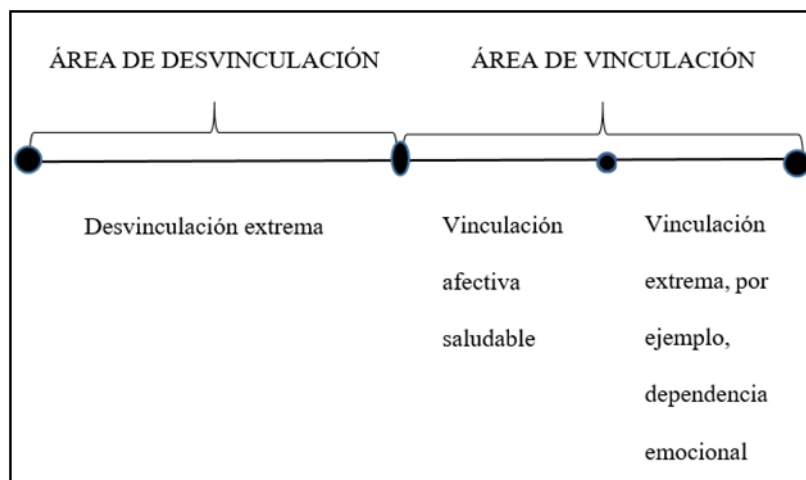 ÁREA DE DESVINCULACIÓN
ÁREA DE VINCULACIÓN
Desvinculación extrema
Vinculación
afectiva
saludable
Vinculación
extrema, por
ejemplo,
dependencia
emocional